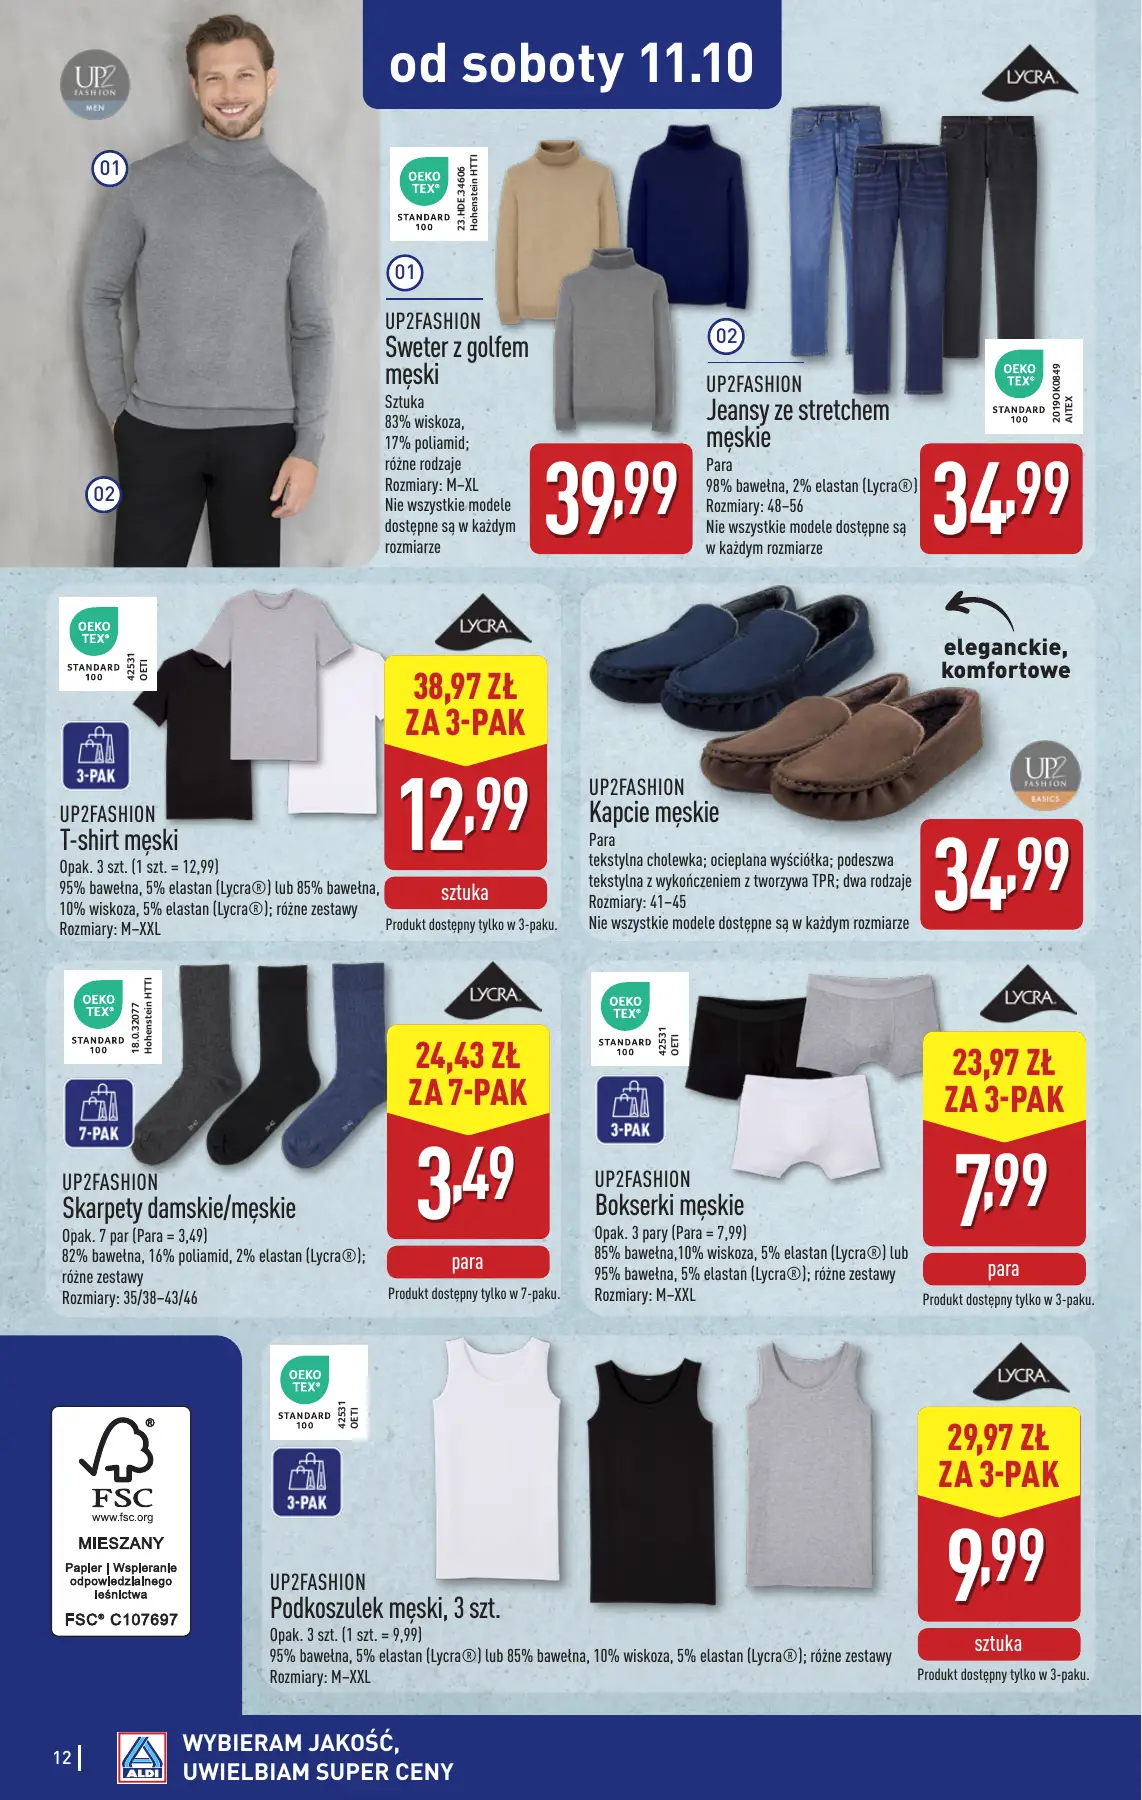 od soboty 11.10
UP2
FASHION
MEN
01
02
OEKO
TEX®
STANDARD
100
23.HDE.34606
Hohenstein HTTI
01
UP2FASHION
Sweter z golfem
męski
Sztuka
83% wiskoza,
17% poliamid;
różne rodzaje
Rozmiary: M–XL
Nie wszystkie modele
dostępne są w każdym
rozmiarze
39,99
LYCRA®
02
UP2FASHION
Jeansy ze stretchem
męskie
Para
98% bawełna, 2% elastan (Lycra®)
Rozmiary: 48–56
Nie wszystkie modele dostępne są
w każdym rozmiarze
OEKO
TEX®
STANDARD
100
2019OK0849
AITEX
34,99
OEKO
TEX®
STANDARD
100
42531
OETI
3-PAK
LYCRA®
38,97 ZŁ
ZA 3-PAK
12,99
sztuka
Produkt dostępny tylko w 3-paku.
UP2FASHION
T-shirt męski
Opak. 3 szt. (1 szt. = 12,99)
95% bawełna, 5% elastan (Lycra®) lub 85% bawełna,
10% wiskoza, 5% elastan (Lycra®); różne zestawy
Rozmiary: M–XXL
eleganckie,
komfortowe
UP2
FASHION
BASICS
UP2FASHION
Kapcie męskie
Para
tekstylna cholewka; ocieplana wyściółka; podeszwa
tekstylna z wykończeniem z tworzywa TPR; dwa rodzaje
Rozmiary: 41–45
Nie wszystkie modele dostępne są w każdym rozmiarze
34,99
OEKO
TEX®
STANDARD
100
18.0.32077
Hohenstein HTTI
7-PAK
LYCRA®
24,43 ZŁ
ZA 7-PAK
3,49
para
Produkt dostępny tylko w 7-paku.
UP2FASHION
Skarpety damskie/męskie
Opak. 7 par (Para = 3,49)
82% bawełna, 16% poliamid, 2% elastan (Lycra®);
różne zestawy
Rozmiary: 35/38–43/46
OEKO
TEX®
STANDARD
100
42531
OETI
3-PAK
LYCRA®
23,97 ZŁ
ZA 3-PAK
7,99
para
Produkt dostępny tylko w 3-paku.
UP2FASHION
Bokserki męskie
Opak. 3 pary (Para = 7,99)
85% bawełna,10% wiskoza, 5% elastan (Lycra®) lub
95% bawełna, 5% elastan (Lycra®); różne zestawy
Rozmiary: M–XXL
OEKO
TEX®
STANDARD
100
42531
OETI
3-PAK
LYCRA®
29,97 ZŁ
ZA 3-PAK
9,99
sztuka
Produkt dostępny tylko w 3-paku.
UP2FASHION
Podkoszulek męski, 3 szt.
Opak. 3 szt. (1 szt. = 9,99)
95% bawełna, 5% elastan (Lycra®) lub 85% bawełna, 10% wiskoza, 5% elastan (Lycra®); różne zestawy
Rozmiary: M–XXL
®
FSC
www.fsc.org
MIESZANY
Papier | Wspieranie
odpowiedzialnego
leśnictwa
FSC® C107697
12
ALDI
WYBIERAM JAKOŚĆ,
UWIELBIAM SUPER CENY